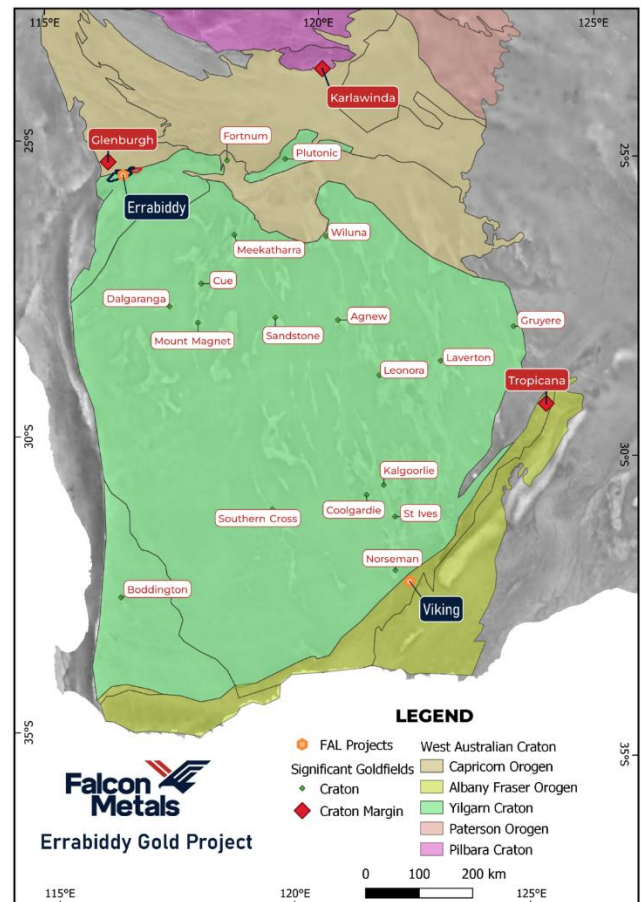 115°E
120°E
125°E
Karlawinda
25°S
Glenburgh
Fortnum
Plutonic
25°S
Errabiddy
Meekatharra
Wiluna
Cue
Dalgaranga
Mount Magnet
Sandstone
Agnew
Gruyere
Leonora
Laverton
Tropicana
30°S
30°S
Kalgoorlie
Southern Cross
Coolgardie
St Ives
Norseman
Boddington
Viking
35°S
35°S
LEGEND
FAL Projects
Significant Goldfields
Craton
Craton Margin
West Australian Craton
Capricorn Orogen
Albany Fraser Orogen
Yilgarn Craton
Paterson Orogen
Pilbara Craton
Falcon
Metals
Errabiddy Gold Project
0 100 200 km
115°E
120°E
125°E